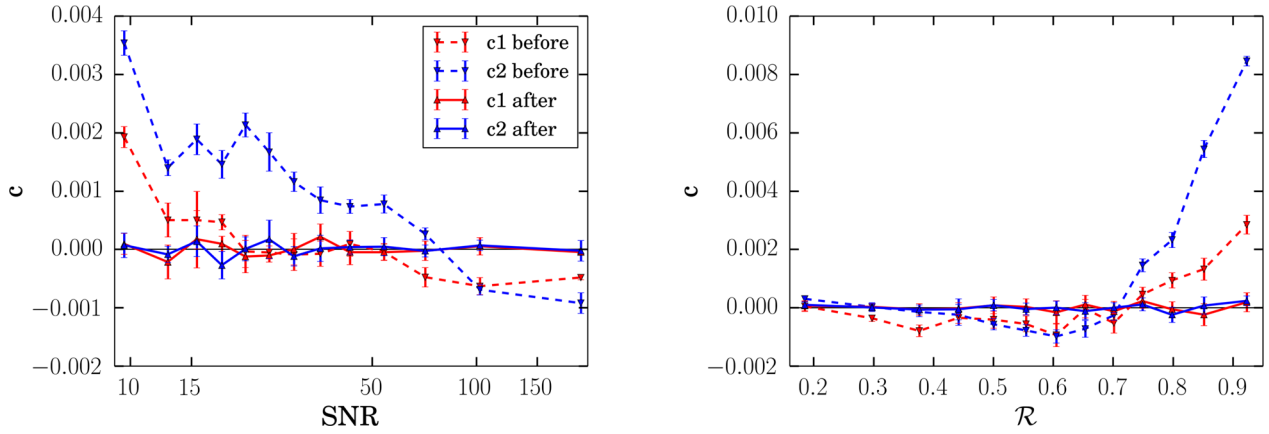 0.004
0.003
0.002
0.001
0.000
−0.001
−0.002
c
10 15 50 100 150
SNR
c1 before
c2 before
c1 after
c2 after
0.010
0.008
0.006
0.004
0.002
0.000
−0.002
c
0.2 0.3 0.4 0.5 0.6 0.7 0.8 0.9
ℛ